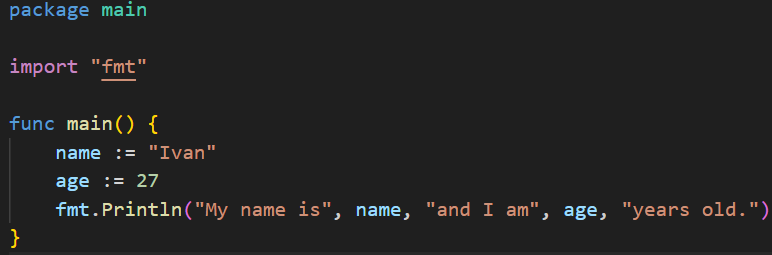 package main
import "fmt"
func main() {
    name := "Ivan"
    age := 27
    fmt.Println("My name is", name, "and I am", age, "years old.")
}